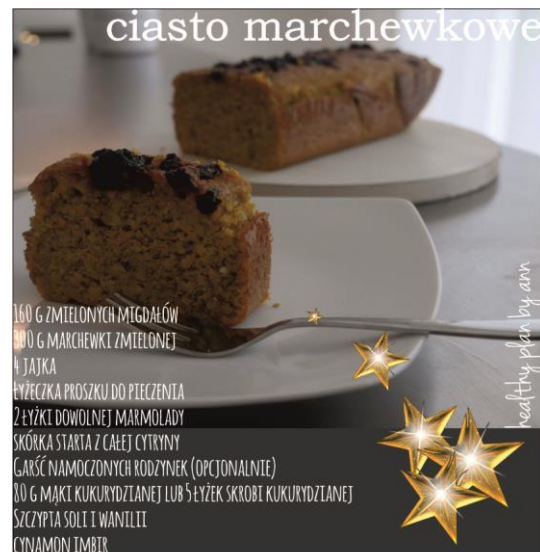 ciasto marchewkowe
160 g zmielonych migdałów
300 g marchewki zmielonej
4 jajka
łyżeczka proszku do pieczenia
2 łyżki dowolnej marmolady
skórka starta z całej cytryny
Garść namoczonych rodzynek (opcjonalnie)
80 g mąki kukurydzianej lub 5 łyżek skrobi kukurydzianej
Szczypta soli i wanilii
cynamon imbir
healthy plan by ann